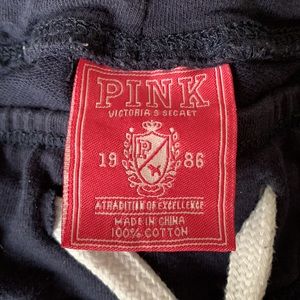 PINK
VICTORIA'S SECRET
19 86
P
A TRADITION OF EXCELLENCE
MADE IN CHINA
100% COTTON